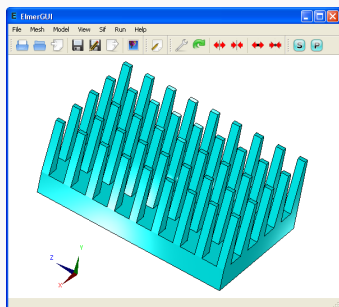 E ElmerGUI
File Mesh Model View Sif Run Help
S P
Y
Z
X